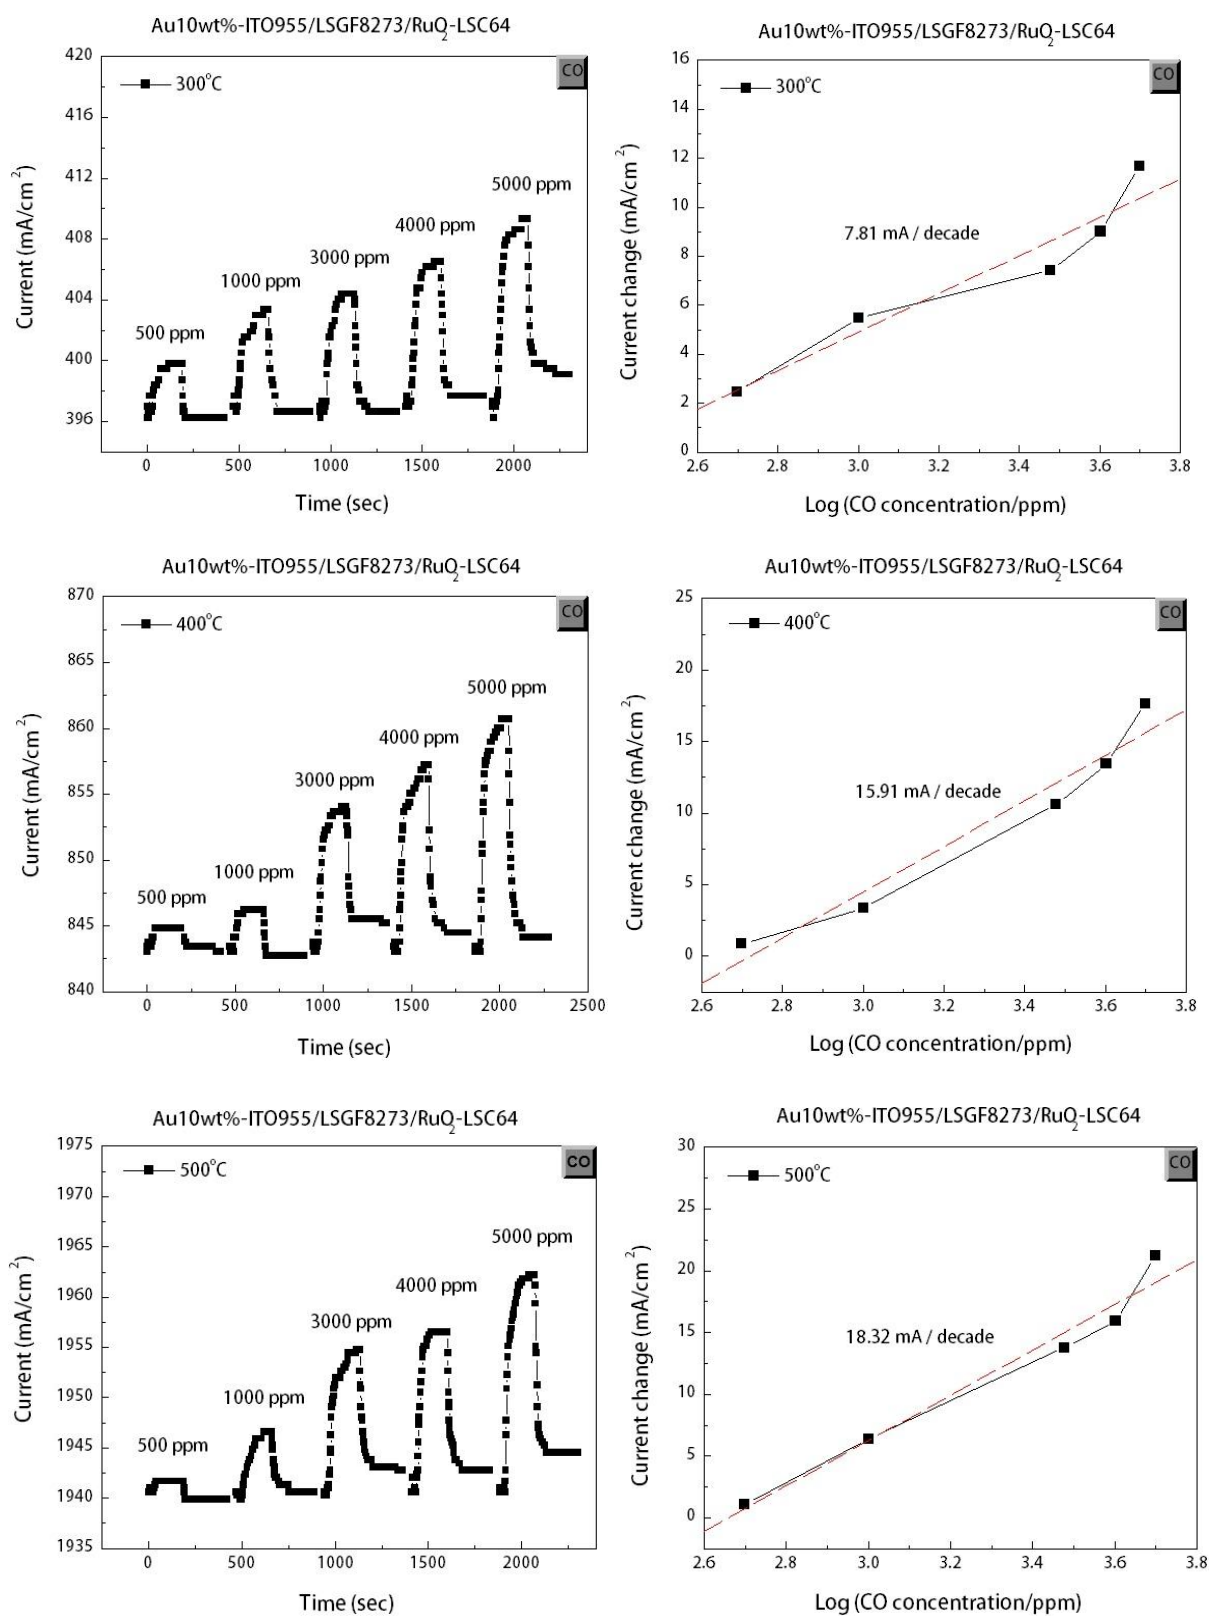 Au10wt%-ITO955/LSGF8273/RuO2-LSC64
420
416
412
408
404
400
396
Current (mA/cm2)
300oC
CO
500 ppm
1000 ppm
3000 ppm
4000 ppm
5000 ppm
0 500 1000 1500 2000
Time (sec)
Au10wt%-ITO955/LSGF8273/RuO2-LSC64
16
14
12
10
8
6
4
2
0
Current change (mA/cm2)
300oC
CO
7.81 mA / decade
2.6 2.8 3.0 3.2 3.4 3.6 3.8
Log (CO concentration/ppm)
Au10wt%-ITO955/LSGF8273/RuO2-LSC64
870
865
860
855
850
845
840
Current (mA/cm2)
400oC
CO
500 ppm
1000 ppm
3000 ppm
4000 ppm
5000 ppm
0 500 1000 1500 2000 2500
Time (sec)
Au10wt%-ITO955/LSGF8273/RuO2-LSC64
25
20
15
10
5
0
Current change (mA/cm2)
400oC
CO
15.91 mA / decade
2.6 2.8 3.0 3.2 3.4 3.6 3.8
Log (CO concentration/ppm)
Au10wt%-ITO955/LSGF8273/RuO2-LSC64
1975
1970
1965
1960
1955
1950
1945
1940
1935
Current (mA/cm2)
500oC
CO
500 ppm
1000 ppm
3000 ppm
4000 ppm
5000 ppm
0 500 1000 1500 2000
Time (sec)
Au10wt%-ITO955/LSGF8273/RuO2-LSC64
30
25
20
15
10
5
0
Current change (mA/cm2)
500oC
CO
18.32 mA / decade
2.6 2.8 3.0 3.2 3.4 3.6 3.8
Log (CO concentration/ppm)